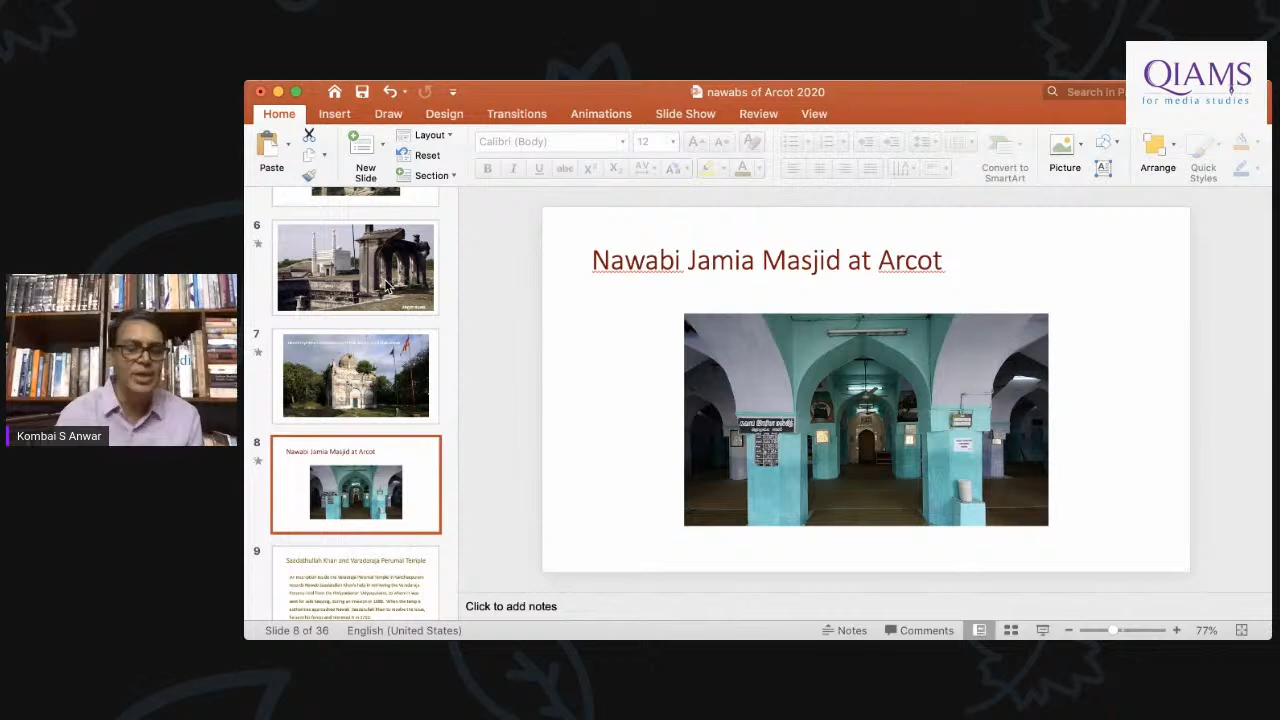 QIAMS
for media studies
nawabs of Arcot 2020
Search in P
Home
Insert
Draw
Design
Transitions
Animations
Slide Show
Review
View
Paste
New
Slide
Layout
Reset
Section
Calibri (Body)
12
Convert to
SmartArt
Picture
Arrange
Quick
Styles
6
7
8
Nawabi Jamia Masjid at Arcot
9
Saadathullah Khan and Varadaraja Perumal Temple
Nawabi Jamia Masjid at Arcot
Kombai S Anwar
Click to add notes
Slide 8 of 36
English (United States)
Notes
Comments
77%